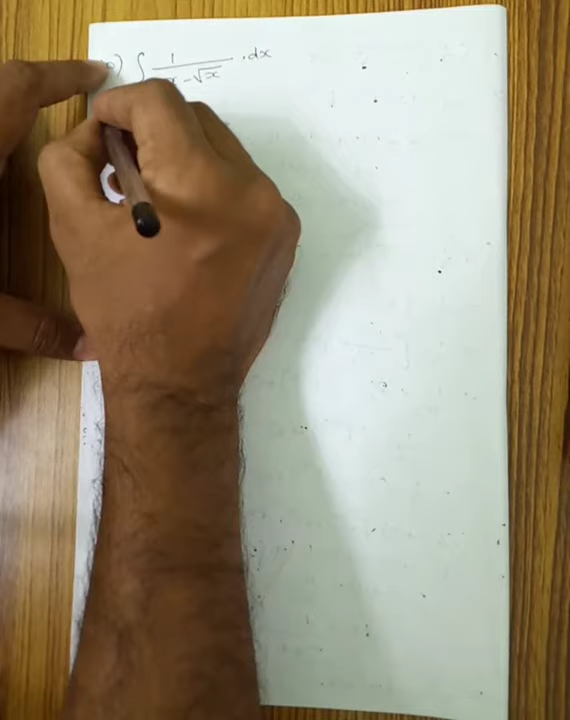 ) ∫ 1/(x - √x) . dx